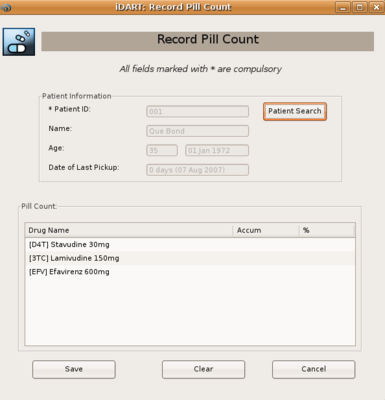 iDART: Record Pill Count
Record Pill Count
All fields marked with * are compulsory
Patient Information
* Patient ID: 001 Patient Search
Name: Que Bond
Age: 35 01 Jan 1972
Date of Last Pickup: 0 days (07 Aug 2007)
Pill Count:
Drug Name Accum %
[D4T] Stavudine 30mg
[3TC] Lamivudine 150mg
[EFV] Efavirenz 600mg
Save Clear Cancel